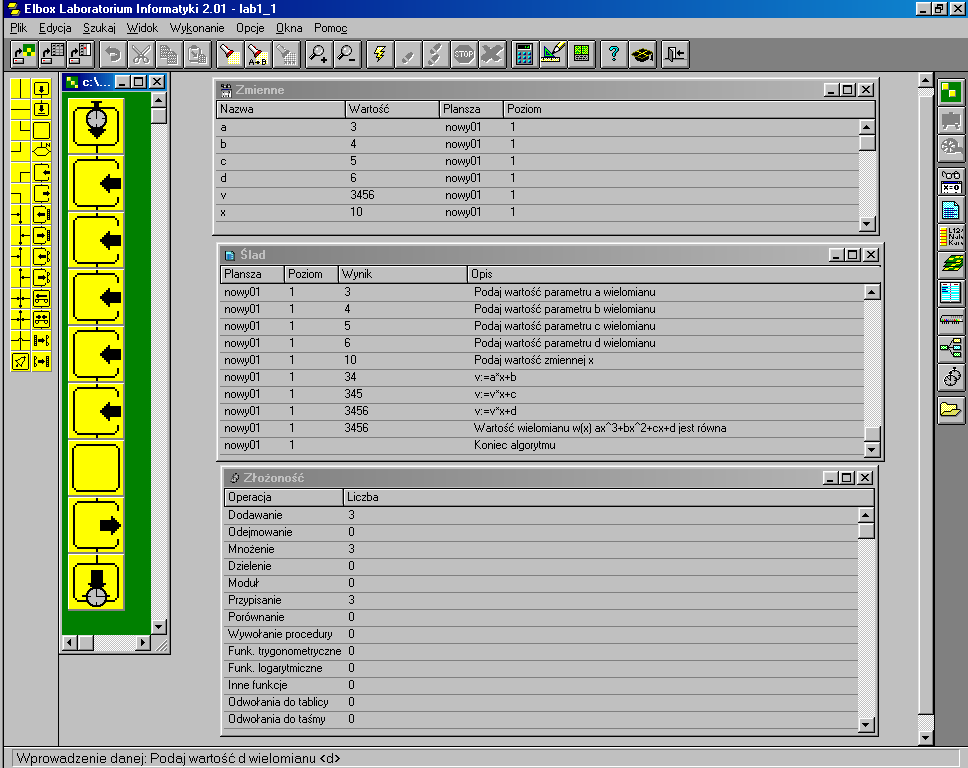 Elbox Laboratorium Informatyki 2.01 - lab1_1
Plik Edycja Szukaj Widok Wykonanie Opcje Okna Pomoc
A→B
STOP
?
c:\...
N
x=0
L12/
Zmienne
Nazwa Wartość Plansza Poziom
a 3 nowy01 1
b 4 nowy01 1
c 5 nowy01 1
d 6 nowy01 1
v 3456 nowy01 1
x 10 nowy01 1
Ślad
Plansza Poziom Wynik Opis
nowy01 1 3 Podaj wartość parametru a wielomianu
nowy01 1 4 Podaj wartość parametru b wielomianu
nowy01 1 5 Podaj wartość parametru c wielomianu
nowy01 1 6 Podaj wartość parametru d wielomianu
nowy01 1 10 Podaj wartość zmiennej x
nowy01 1 34 v:=a*x+b
nowy01 1 345 v:=v*x+c
nowy01 1 3456 v:=v*x+d
nowy01 1 3456 Wartość wielomianu w(x) ax^3+bx^2+cx+d jest równa
nowy01 1 Koniec algorytmu
Złożoność
Operacja Liczba
Dodawanie 3
Odejmowanie 0
Mnożenie 3
Dzielenie 0
Moduł 0
Przypisanie 3
Porównanie 0
Wywołanie procedury 0
Funk. trygonometryczne 0
Funk. logarytmiczne 0
Inne funkcje 0
Odwołania do tablicy 0
Odwołania do taśmy 0
Wprowadzenie danej: Podaj wartość d wielomianu <d>